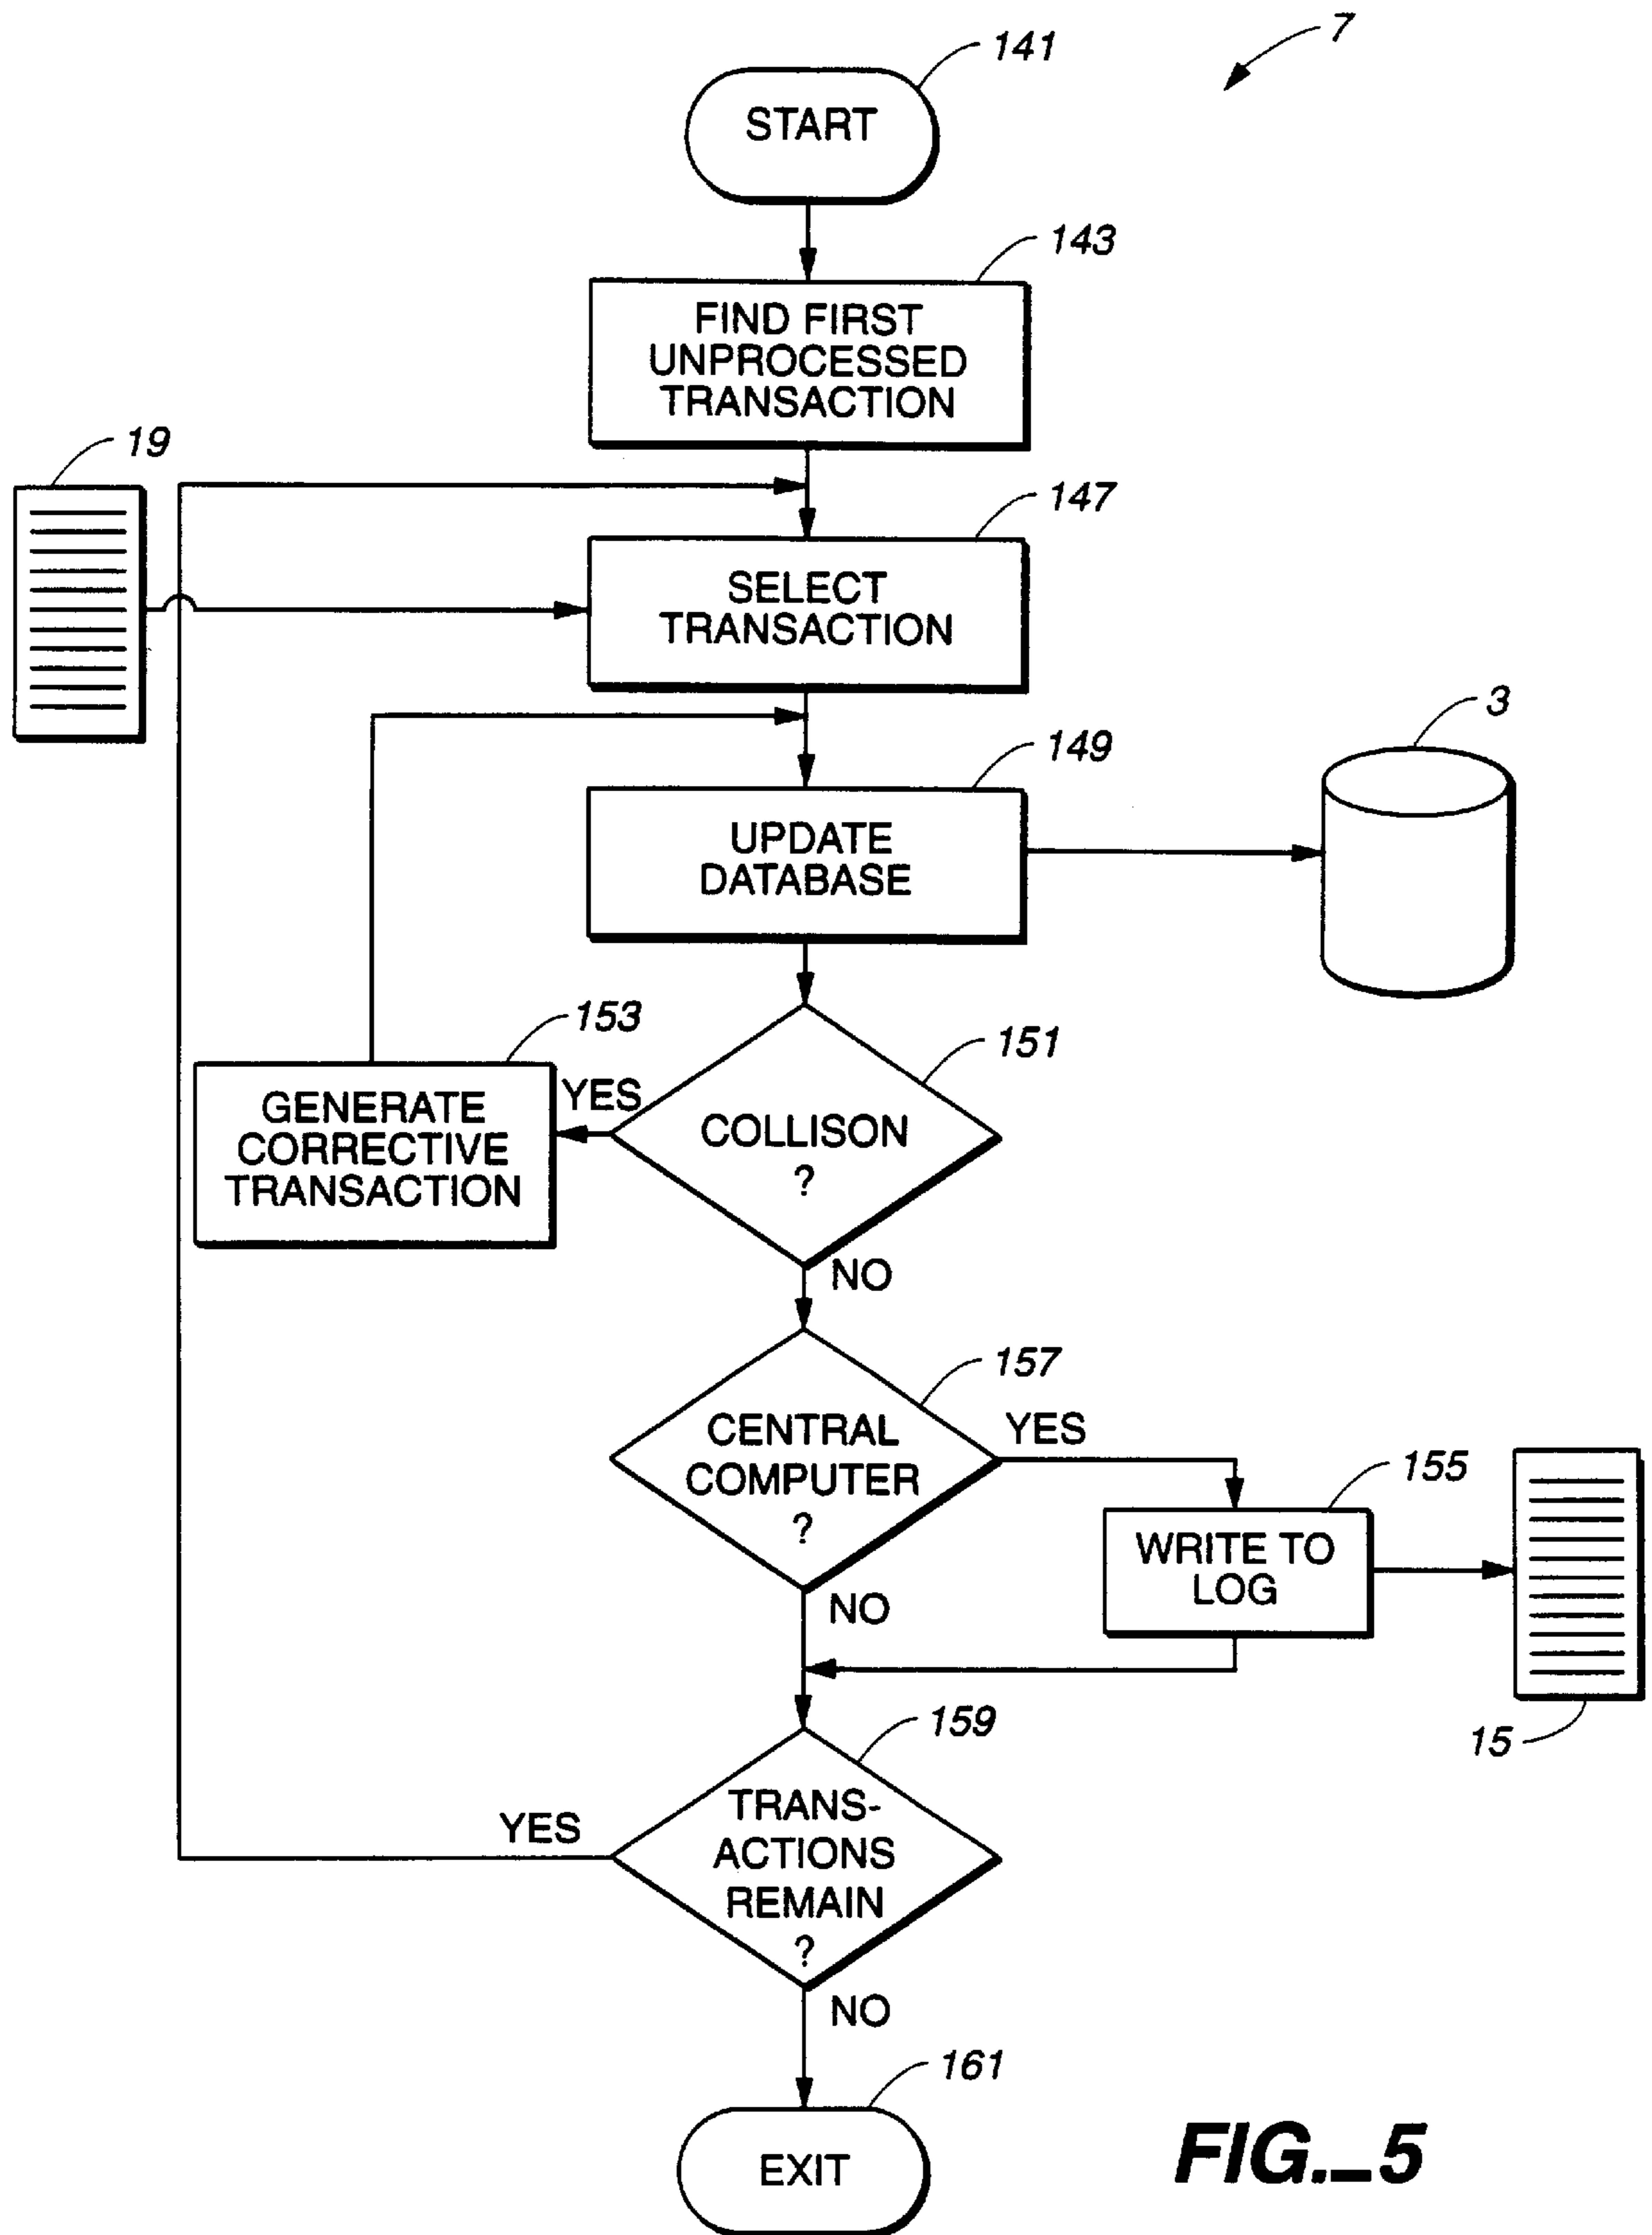 7
141
START
143
FIND FIRST
UNPROCESSED
TRANSACTION
19
147
SELECT
TRANSACTION
3
149
UPDATE
DATABASE
153
151
GENERATE
CORRECTIVE
TRANSACTION
YES
COLLISON
?
NO
157
CENTRAL
COMPUTER
?
YES
155
WRITE TO
LOG
NO
15
159
TRANS-
ACTIONS
REMAIN
?
YES
NO
161
EXIT
FIG._5